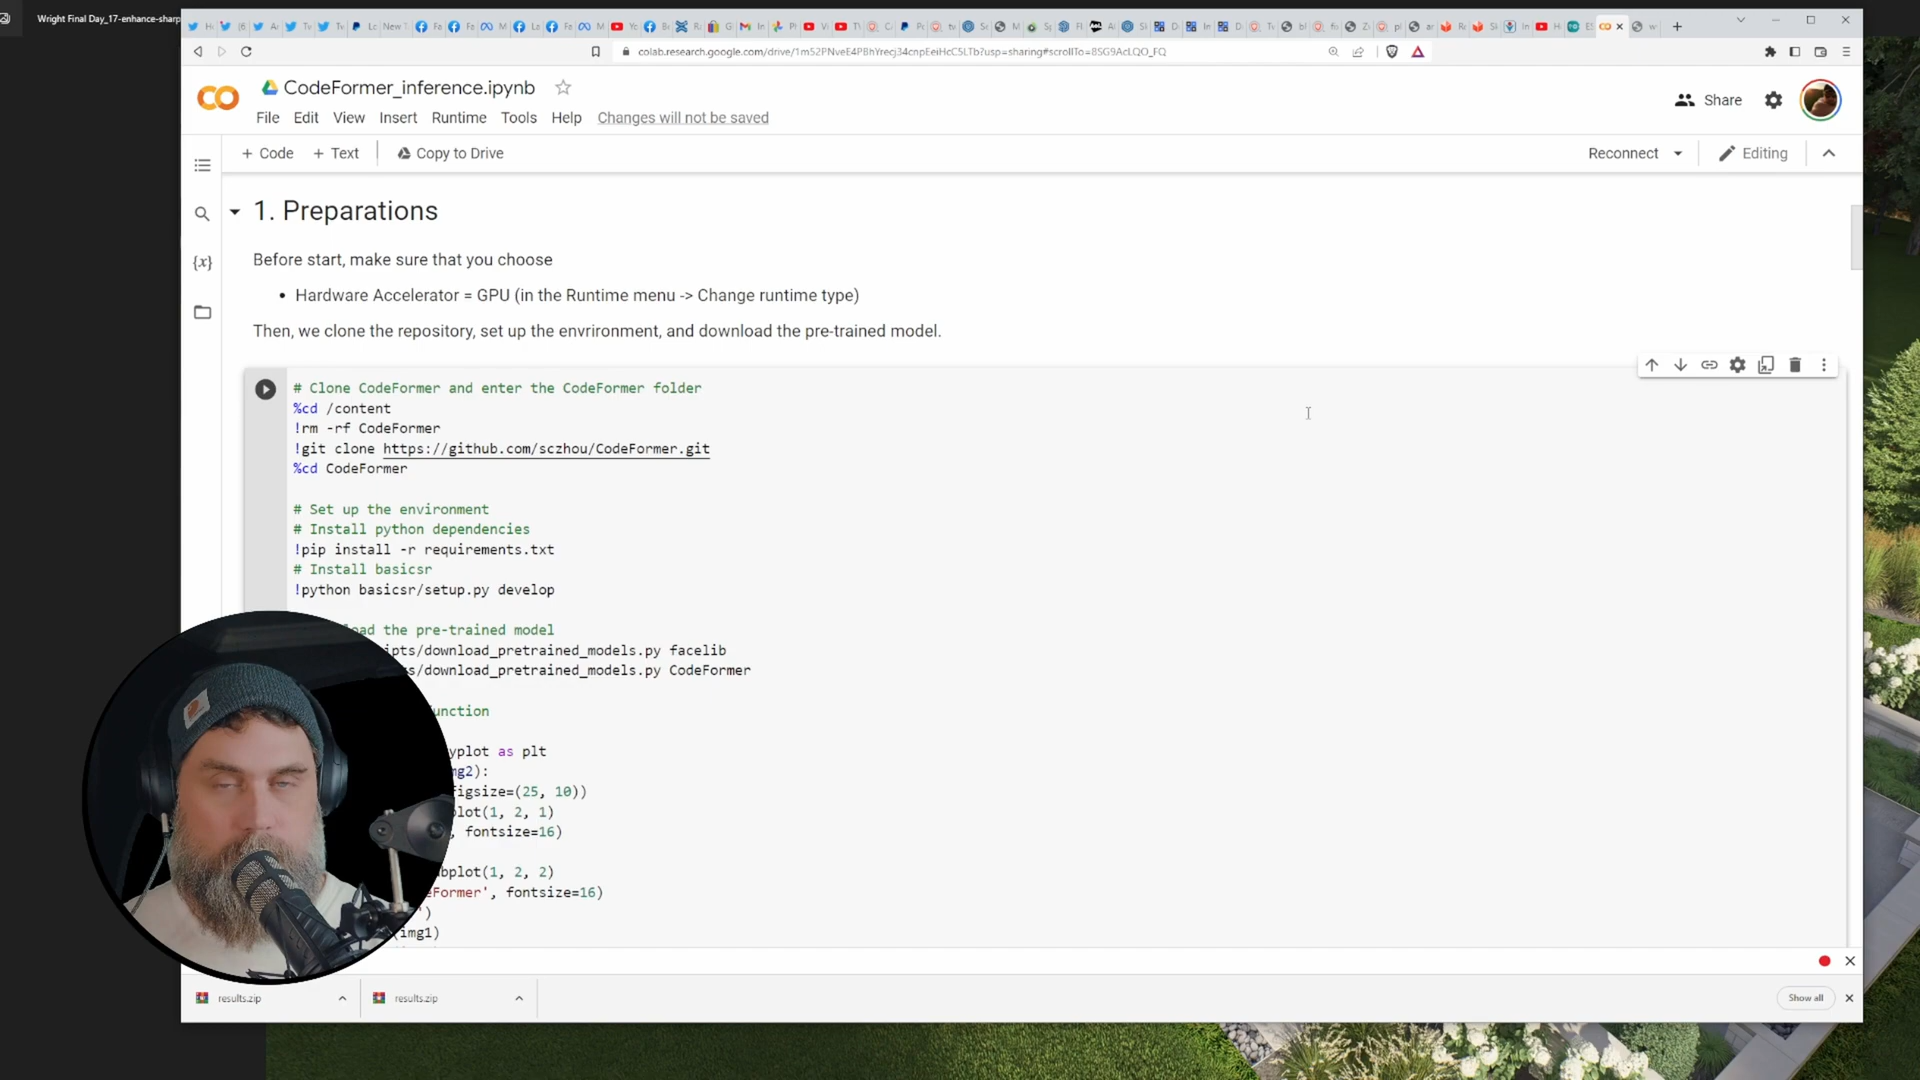 Wright Final Day_17-enhance-sharp
colab.research.google.com/drive/1m52PNveE4PBhYrecj34cnpEeiHcC5LTb?usp=sharing#scrollTo=8SG9AcLQO_FQ
CodeFormer_inference.ipynb
Share
File Edit View Insert Runtime Tools Help Changes will not be saved
+ Code + Text Copy to Drive
Reconnect
Editing
1. Preparations
Before start, make sure that you choose
• Hardware Accelerator = GPU (in the Runtime menu -> Change runtime type)
Then, we clone the repository, set up the envrironment, and download the pre-trained model.
# Clone CodeFormer and enter the CodeFormer folder
%cd /content
!rm -rf CodeFormer
!git clone https://github.com/sczhou/CodeFormer.git
%cd CodeFormer
# Set up the environment
# Install python dependencies
!pip install -r requirements.txt
# Install basicsr
!python basicsr/setup.py develop
oad the pre-trained model
ipts/download_pretrained_models.py facelib
s/download_pretrained_models.py CodeFormer
unction
yplot as plt
mg2):
igsize=(25, 10))
plot(1, 2, 1)
, fontsize=16)
bplot(1, 2, 2)
eFormer', fontsize=16)
')
(img1)
results.zip
results.zip
Show all